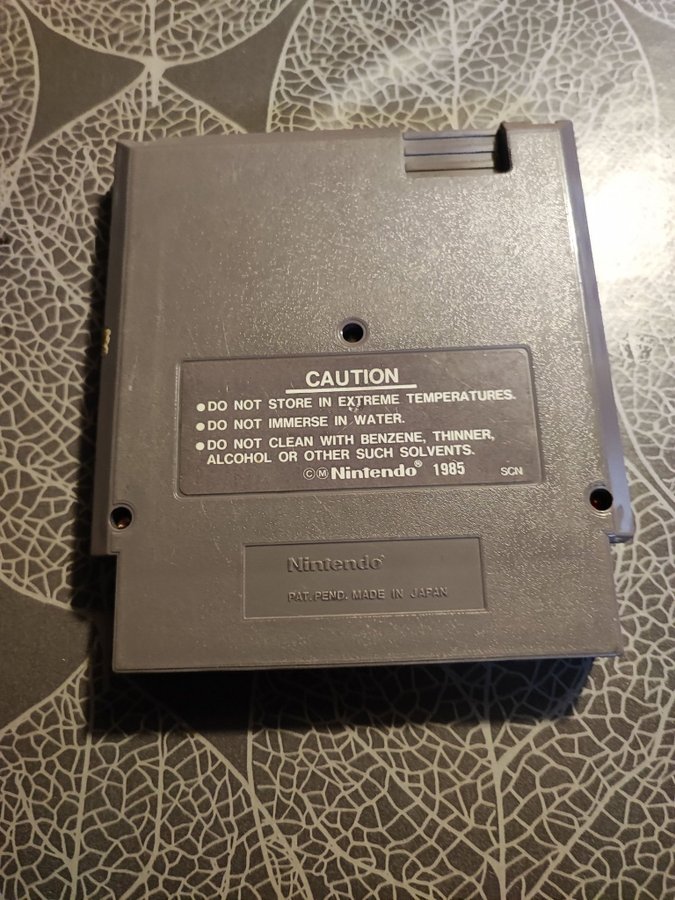 CAUTION
●DO NOT STORE IN EXTREME TEMPERATURES.
●DO NOT IMMERSE IN WATER.
●DO NOT CLEAN WITH BENZENE, THINNER,
ALCOHOL OR OTHER SUCH SOLVENTS.
©Ⓜ Nintendo® 1985 SCN
Nintendo®
PAT. PEND. MADE IN JAPAN